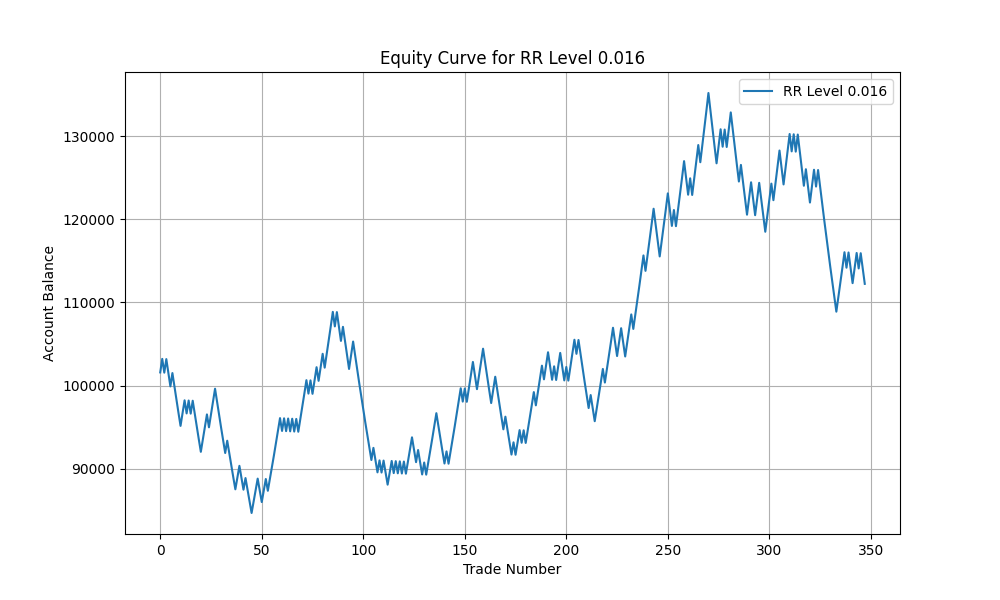 Equity Curve for RR Level 0.016
RR Level 0.016
130000
120000
110000
100000
90000
Account Balance
0 50 100 150 200 250 300 350
Trade Number